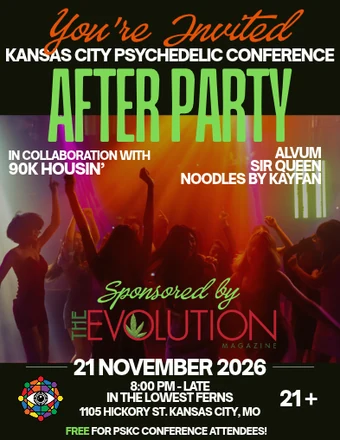 You're Invited
KANSAS CITY PSYCHEDELIC CONFERENCE
AFTER PARTY
IN COLLABORATION WITH
90K HOUSIN'
ALVUM
SIR QUEEN
NOODLES BY KAYFAN
Sponsored by
THE EVOLUTION
MAGAZINE
21 NOVEMBER 2026
8:00 PM - LATE
IN THE LOWEST FERNS
1105 HICKORY ST. KANSAS CITY, MO
21+
FREE FOR PSKC CONFERENCE ATTENDEES!